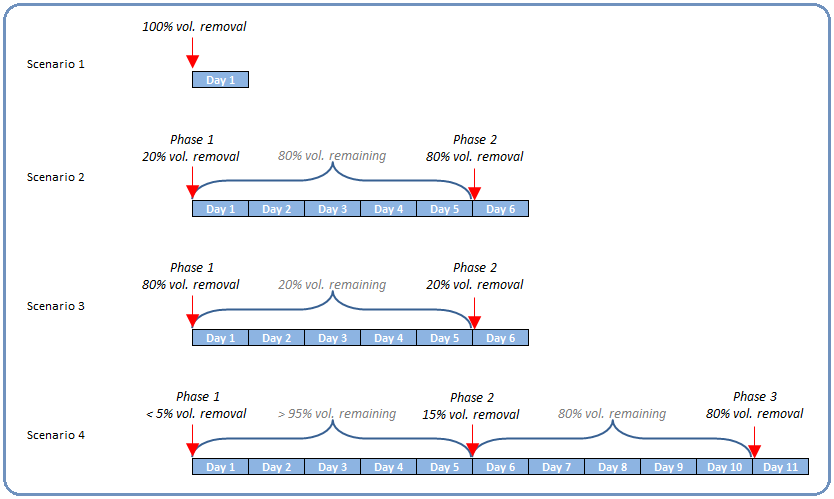 100% vol. removal
Scenario 1
Day 1
Phase 1
Phase 2
20% vol. removal
80% vol. remaining
80% vol. removal
Scenario 2
Day 1 Day 2 Day 3 Day 4 Day 5 Day 6
Phase 1
Phase 2
80% vol. removal
20% vol. remaining
20% vol. removal
Scenario 3
Day 1 Day 2 Day 3 Day 4 Day 5 Day 6
Phase 1
Phase 2
Phase 3
< 5% vol. removal
> 95% vol. remaining
15% vol. removal
80% vol. remaining
80% vol. removal
Scenario 4
Day 1 Day 2 Day 3 Day 4 Day 5 Day 6 Day 7 Day 8 Day 9 Day 10 Day 11